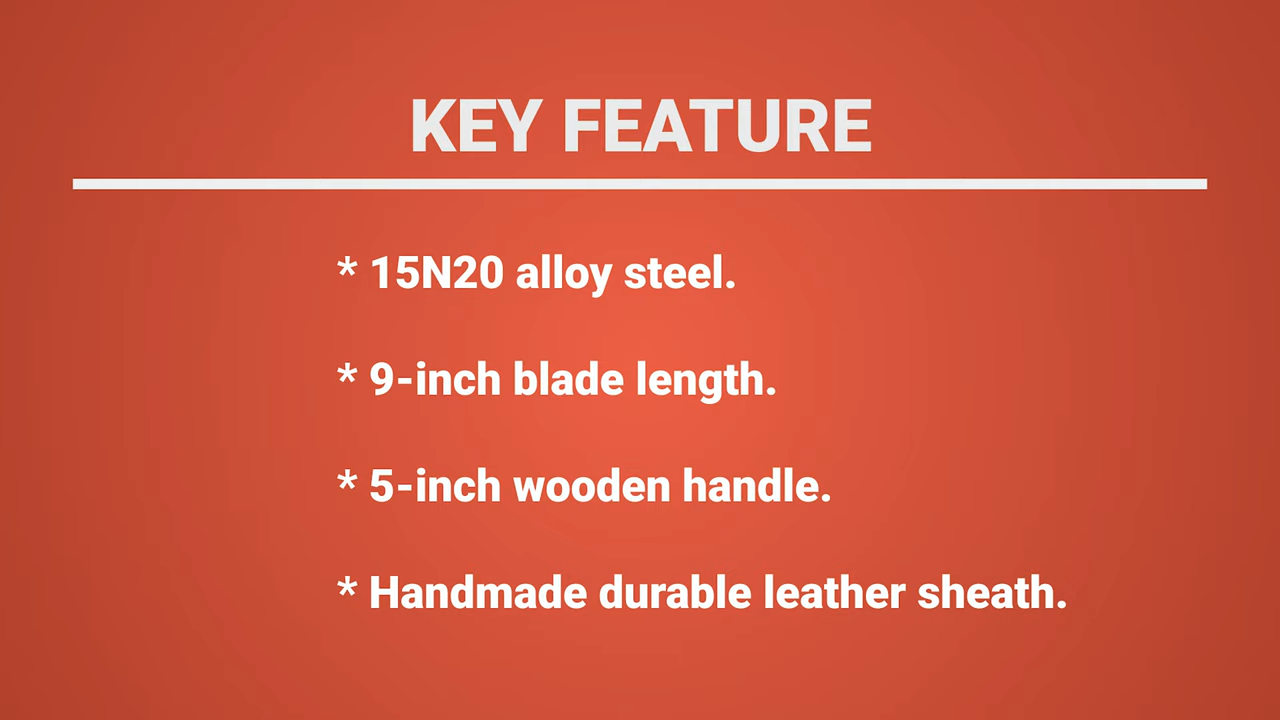 KEY FEATURE
* 15N20 alloy steel.
* 9-inch blade length.
* 5-inch wooden handle.
* Handmade durable leather sheath.